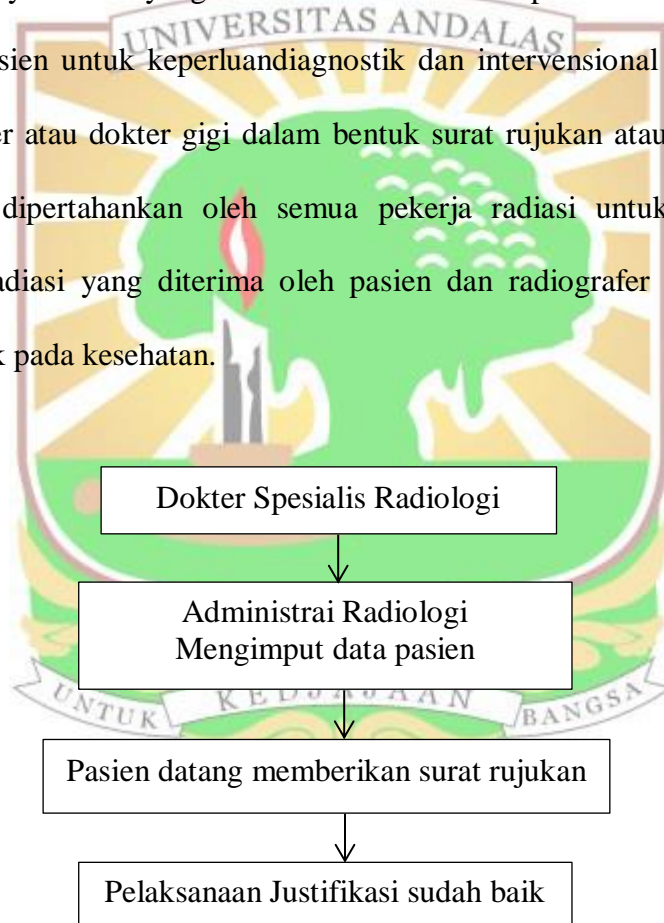 UNIVERSITAS ANDALAS
sien untuk keperluandiagnostik dan intervensional
er atau dokter gigi dalam bentuk surat rujukan atau
dipertahankan oleh semua pekerja radiasi untuk
adiasi yang diterima oleh pasien dan radiografer
k pada kesehatan.
Dokter Spesialis Radiologi
Administrai Radiologi
Mengimput data pasien
UNTUK KEDJAJAAN BANGSA
Pasien datang memberikan surat rujukan
Pelaksanaan Justifikasi sudah baik